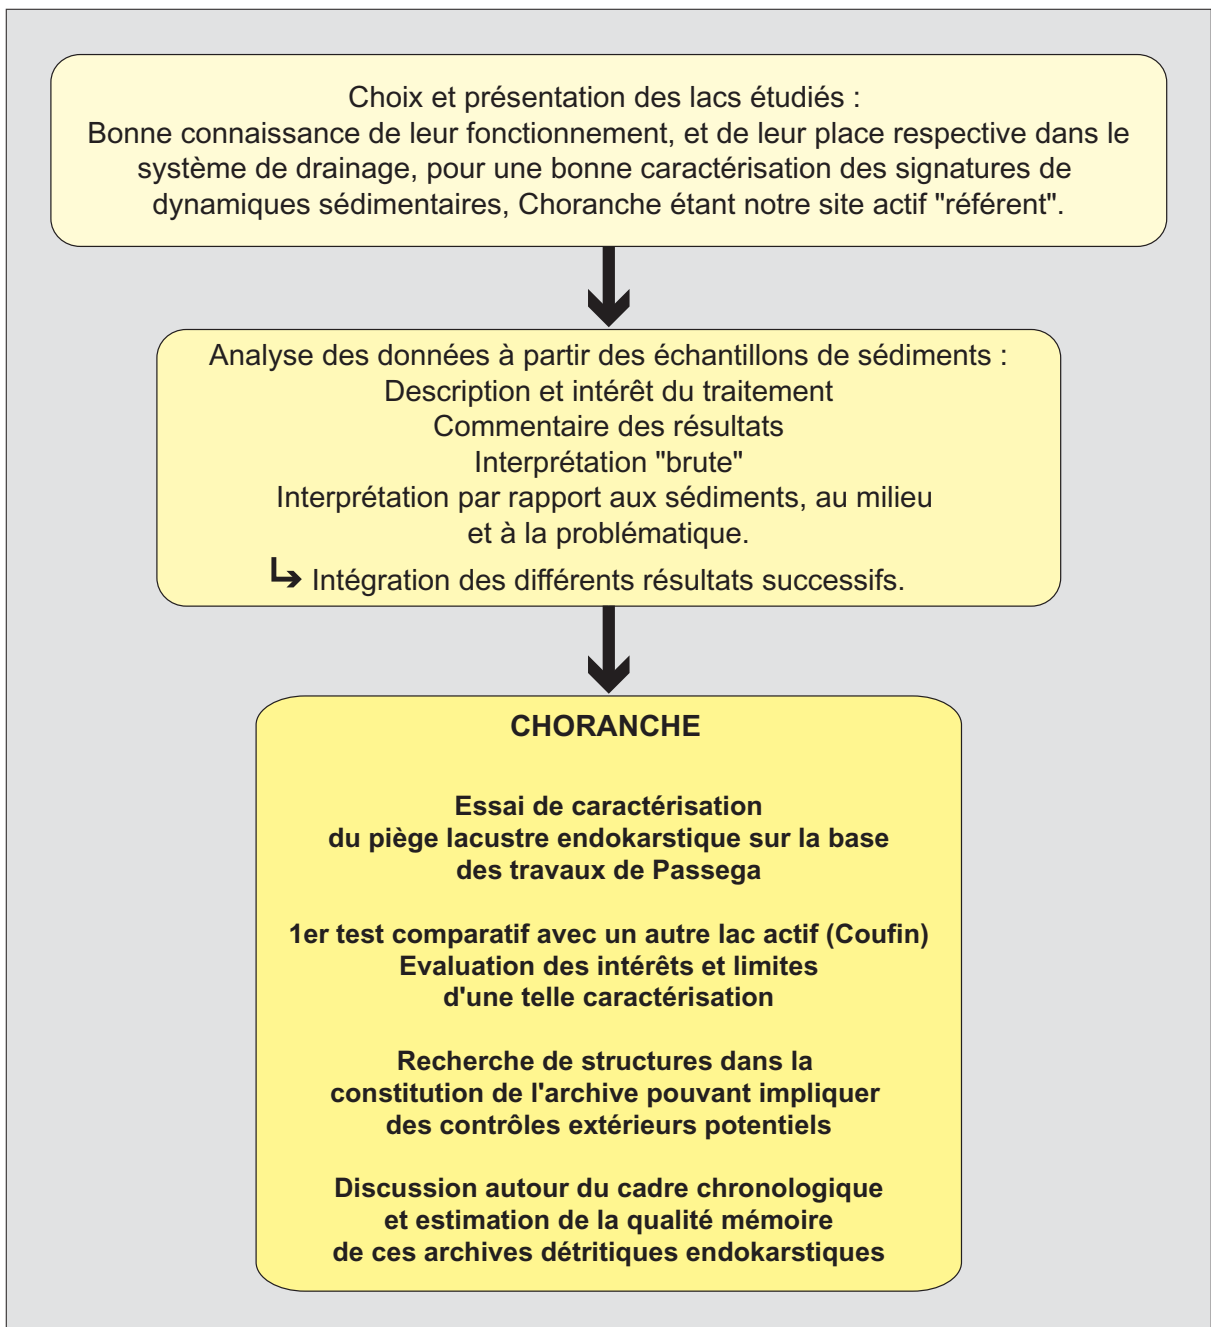 Choix et présentation des lacs étudiés :
Bonne connaissance de leur fonctionnement, et de leur place respective dans le
système de drainage, pour une bonne caractérisation des signatures de
dynamiques sédimentaires, Choranche étant notre site actif "référent".
Analyse des données à partir des échantillons de sédiments :
Description et intérêt du traitement
Commentaire des résultats
Interprétation "brute"
Interprétation par rapport aux sédiments, au milieu
et à la problématique.
Intégration des différents résultats successifs.
CHORANCHE
Essai de caractérisation
du piège lacustre endokarstique sur la base
des travaux de Passega
1er test comparatif avec un autre lac actif (Coufin)
Evaluation des intérêts et limites
d'une telle caractérisation
Recherche de structures dans la
constitution de l'archive pouvant impliquer
des contrôles extérieurs potentiels
Discussion autour du cadre chronologique
et estimation de la qualité mémoire
de ces archives détritiques endokarstiques